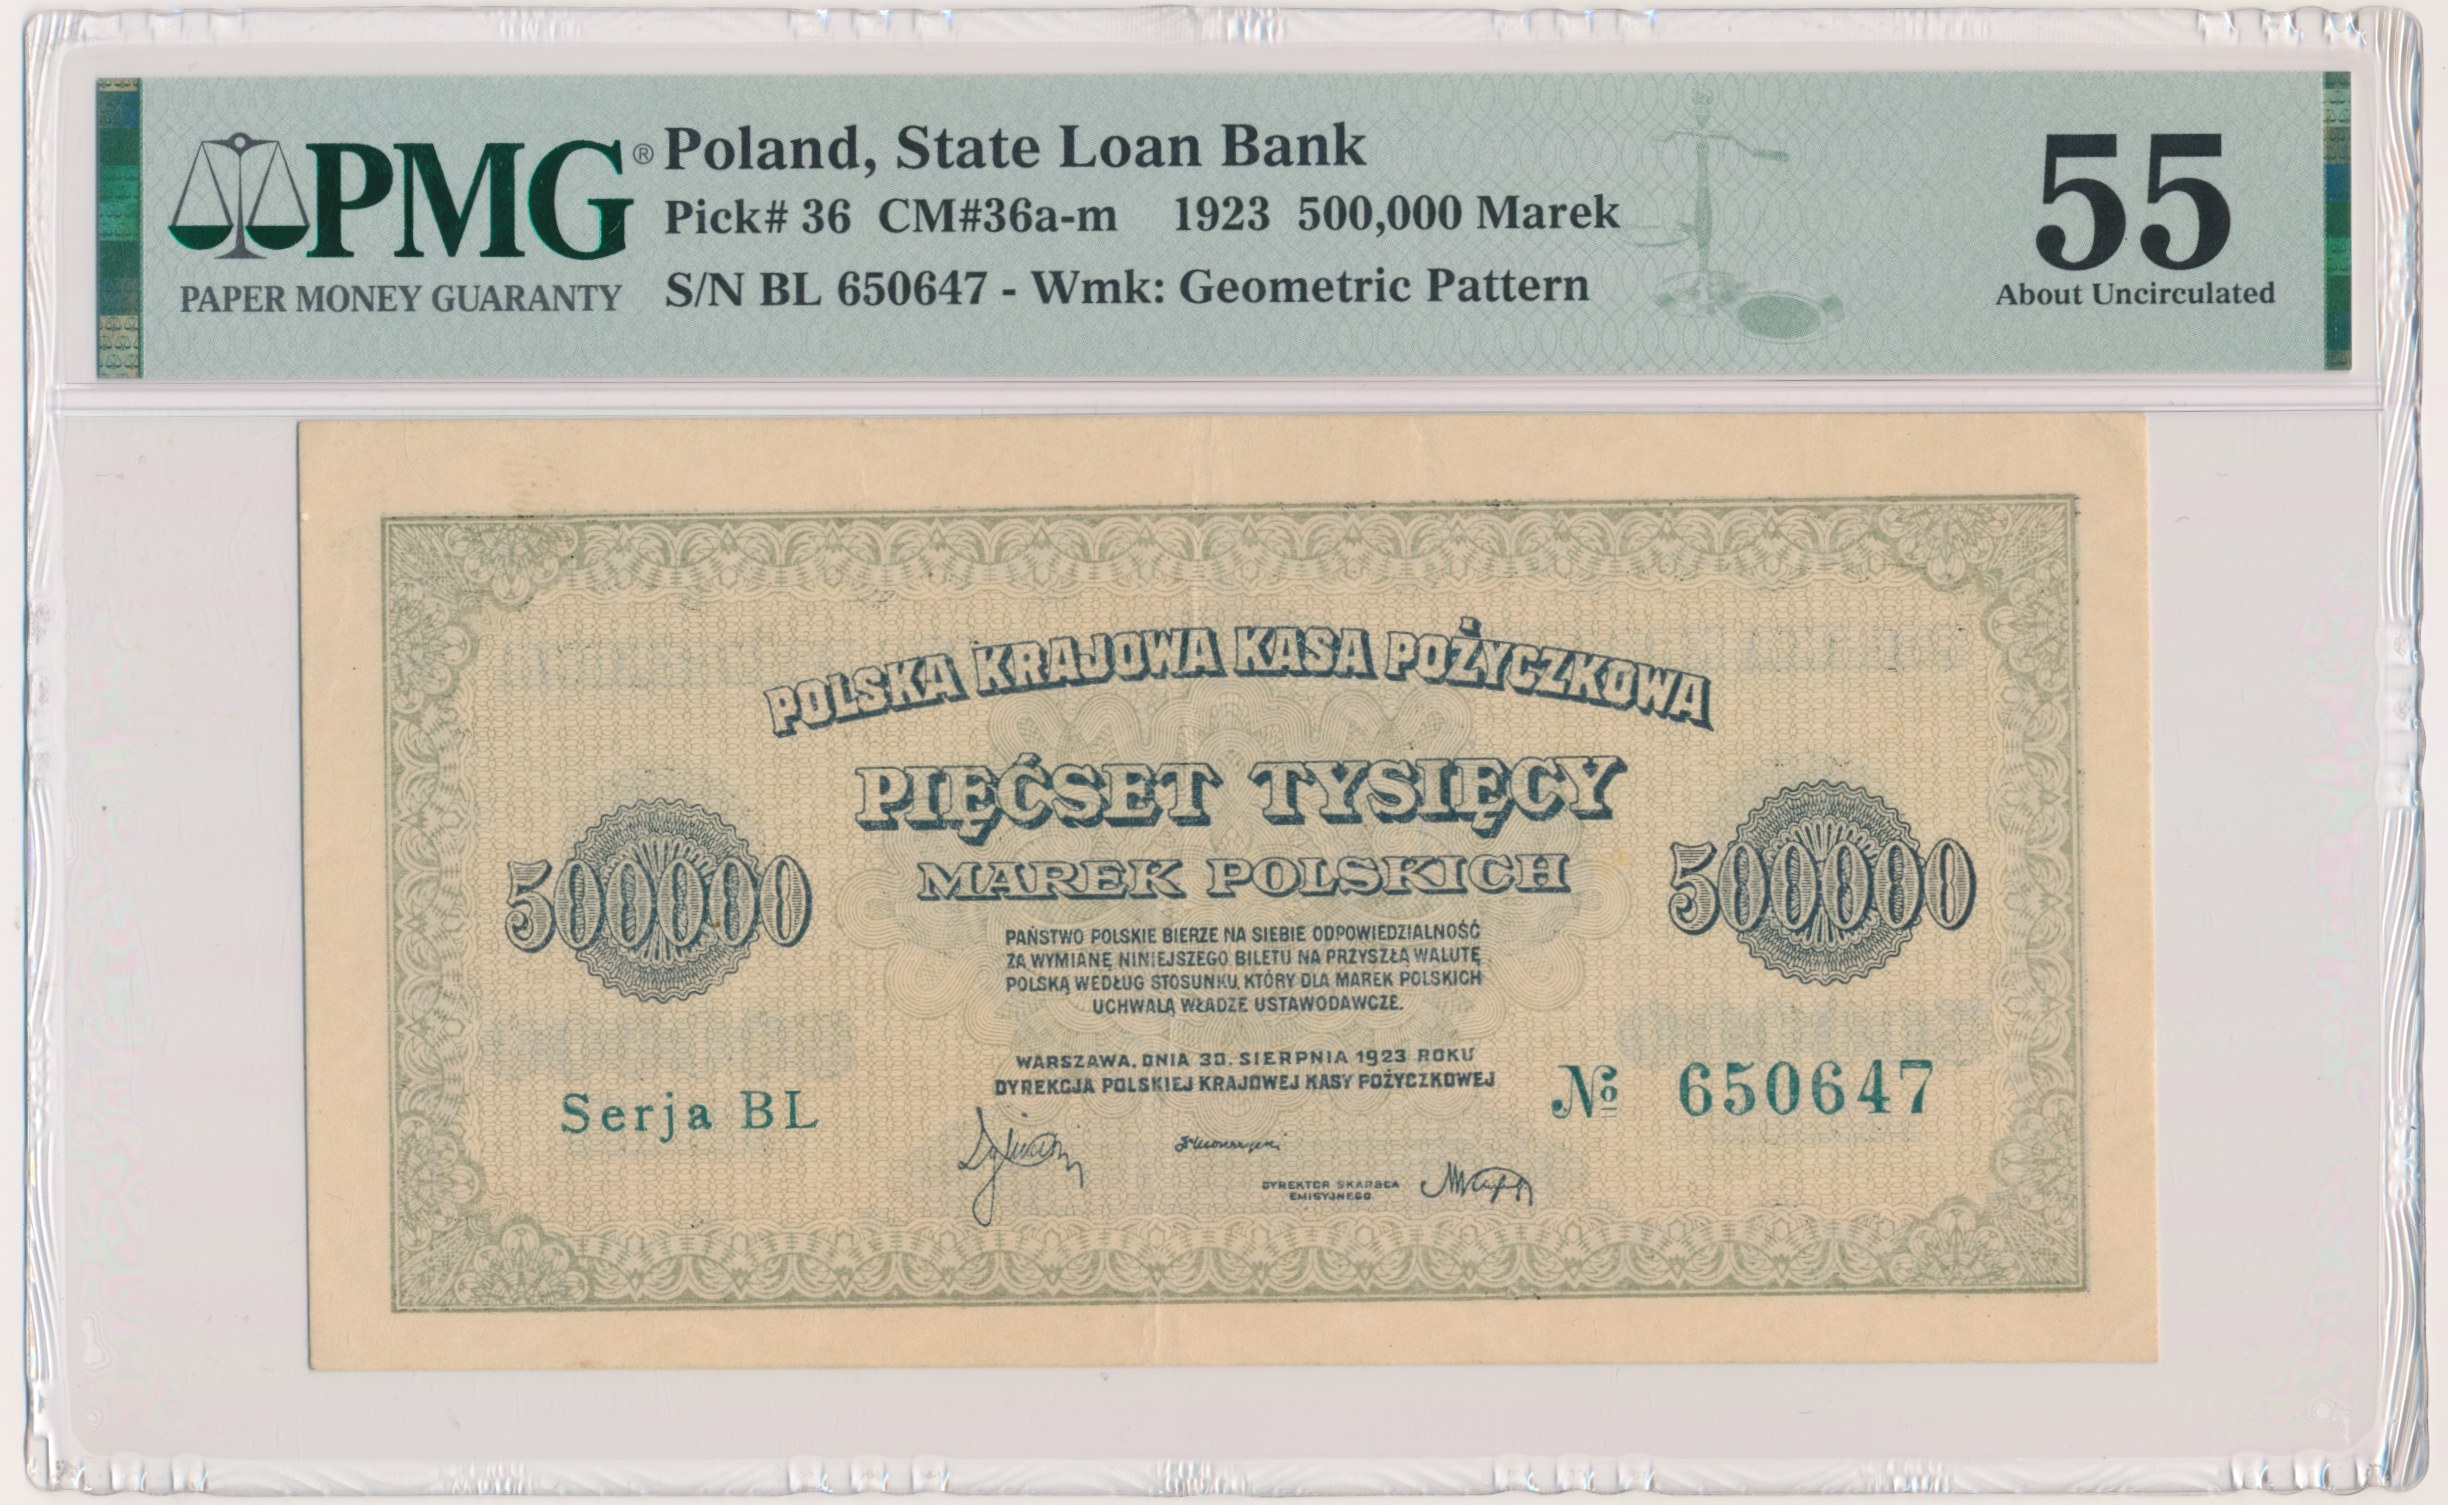 PMG®
PAPER MONEY GUARANTY
Poland, State Loan Bank
Pick# 36 CM#36a-m 1923 500,000 Marek
S/N BL 650647 - Wmk: Geometric Pattern
55
About Uncirculated
POLSKA KRAJOWA KASA POŻYCZKOWA
PIĘĆSET TYSIĘCY
MAREK POLSKICH
500000
500000
PAŃSTWO POLSKIE BIERZE NA SIEBIE ODPOWIEDZIALNOŚĆ
ZA WYMIANĘ NINIEJSZEGO BILETU NA PRZYSZŁĄ WALUTĘ
POLSKĄ WEDŁUG STOSUNKU, KTÓRY DLA MAREK POLSKICH
UCHWALĄ WŁADZE USTAWODAWCZE.
WARSZAWA, DNIA 30. SIERPNIA 1923 ROKU
DYREKCJA POLSKIEJ KRAJOWEJ KASY POŻYCZKOWEJ
Serja BL
№ 650647
DYREKTOR SKARBCA
EMISYJNEGO